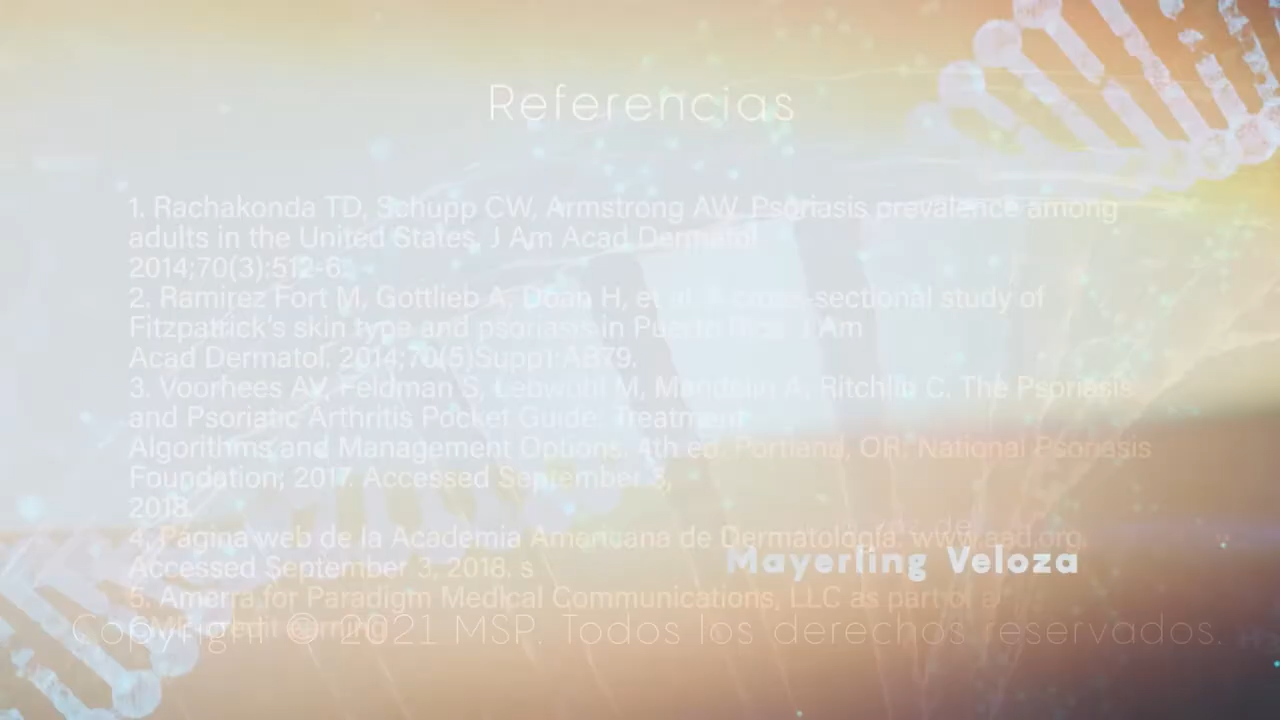 Referencias
1. Rachakonda TD, Schupp CW, Armstrong AW. Psoriasis prevalence among
adults in the United States. J Am Acad Dermatol
2014;70(3):512-6.
2. Ramirez Fort M, Gottlieb A, Doan H, et al. A cross-sectional study of
Fitzpatrick's skin type and psoriasis in Puerto Rico. J Am
Acad Dermatol. 2014;70(5)Supp1:AB79.
3. Voorhees AV, Feldman S, Lebwohl M, Mandelin A, Ritchlin C. The Psoriasis
and Psoriatic Arthritis Pocket Guide: Treatment
Algorithms and Management Options. 4th ed. Portland, OR: National Psoriasis
Foundation; 2017. Accessed September 3,
2018.
Voz de
4. Página web de la Academia Americana de Dermatología, www.aad.org.
Mayerling Veloza
Accessed September 3, 2018. s
5. Amerra for Paradigm Medical Communications, LLC as part of a
Copyright © 2021 MSP. Todos los derechos reservados.